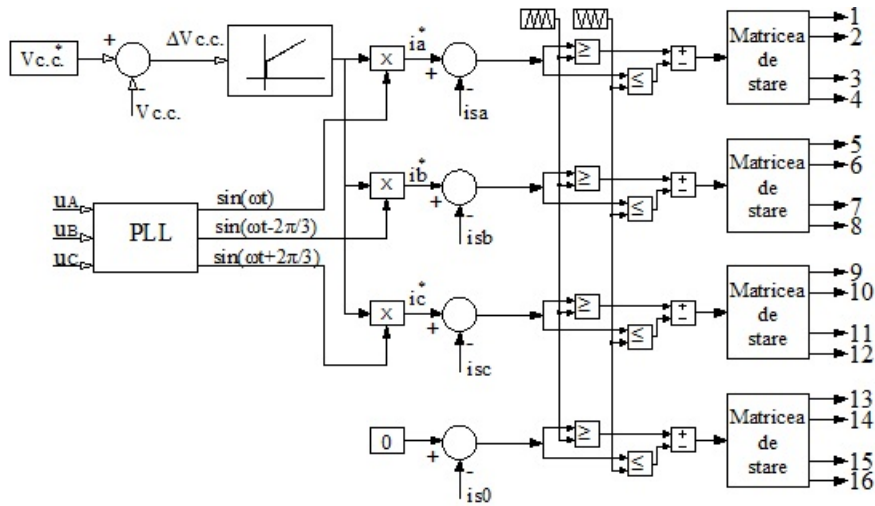 Vc.c.*
+
ΔVc.c.
-
Vc.c.
x
ia*
+
-
isa
≥
≤
+
-
Matricea
de
stare
1
2
3
4
uA
uB
uC
PLL
sin(ωt)
sin(ωt-2π/3)
sin(ωt+2π/3)
x
ib*
+
-
isb
≥
≤
+
-
Matricea
de
stare
5
6
7
8
x
ic*
+
-
isc
≥
≤
+
-
Matricea
de
stare
9
10
11
12
0
+
-
is0
≥
≤
+
-
Matricea
de
stare
13
14
15
16